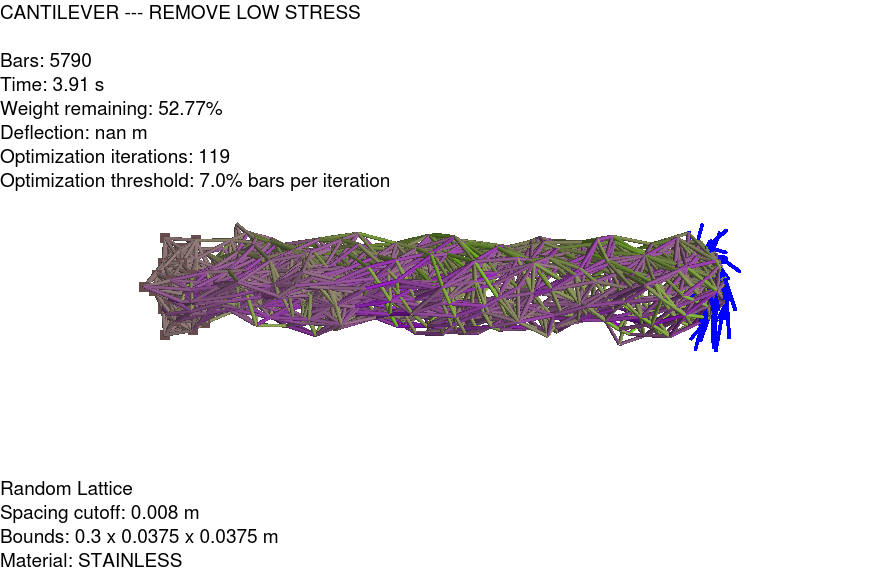 CANTILEVER --- REMOVE LOW STRESS
Bars: 5790
Time: 3.91 s
Weight remaining: 52.77%
Deflection: nan m
Optimization iterations: 119
Optimization threshold: 7.0% bars per iteration
Random Lattice
Spacing cutoff: 0.008 m
Bounds: 0.3 x 0.0375 x 0.0375 m
Material: STAINLESS